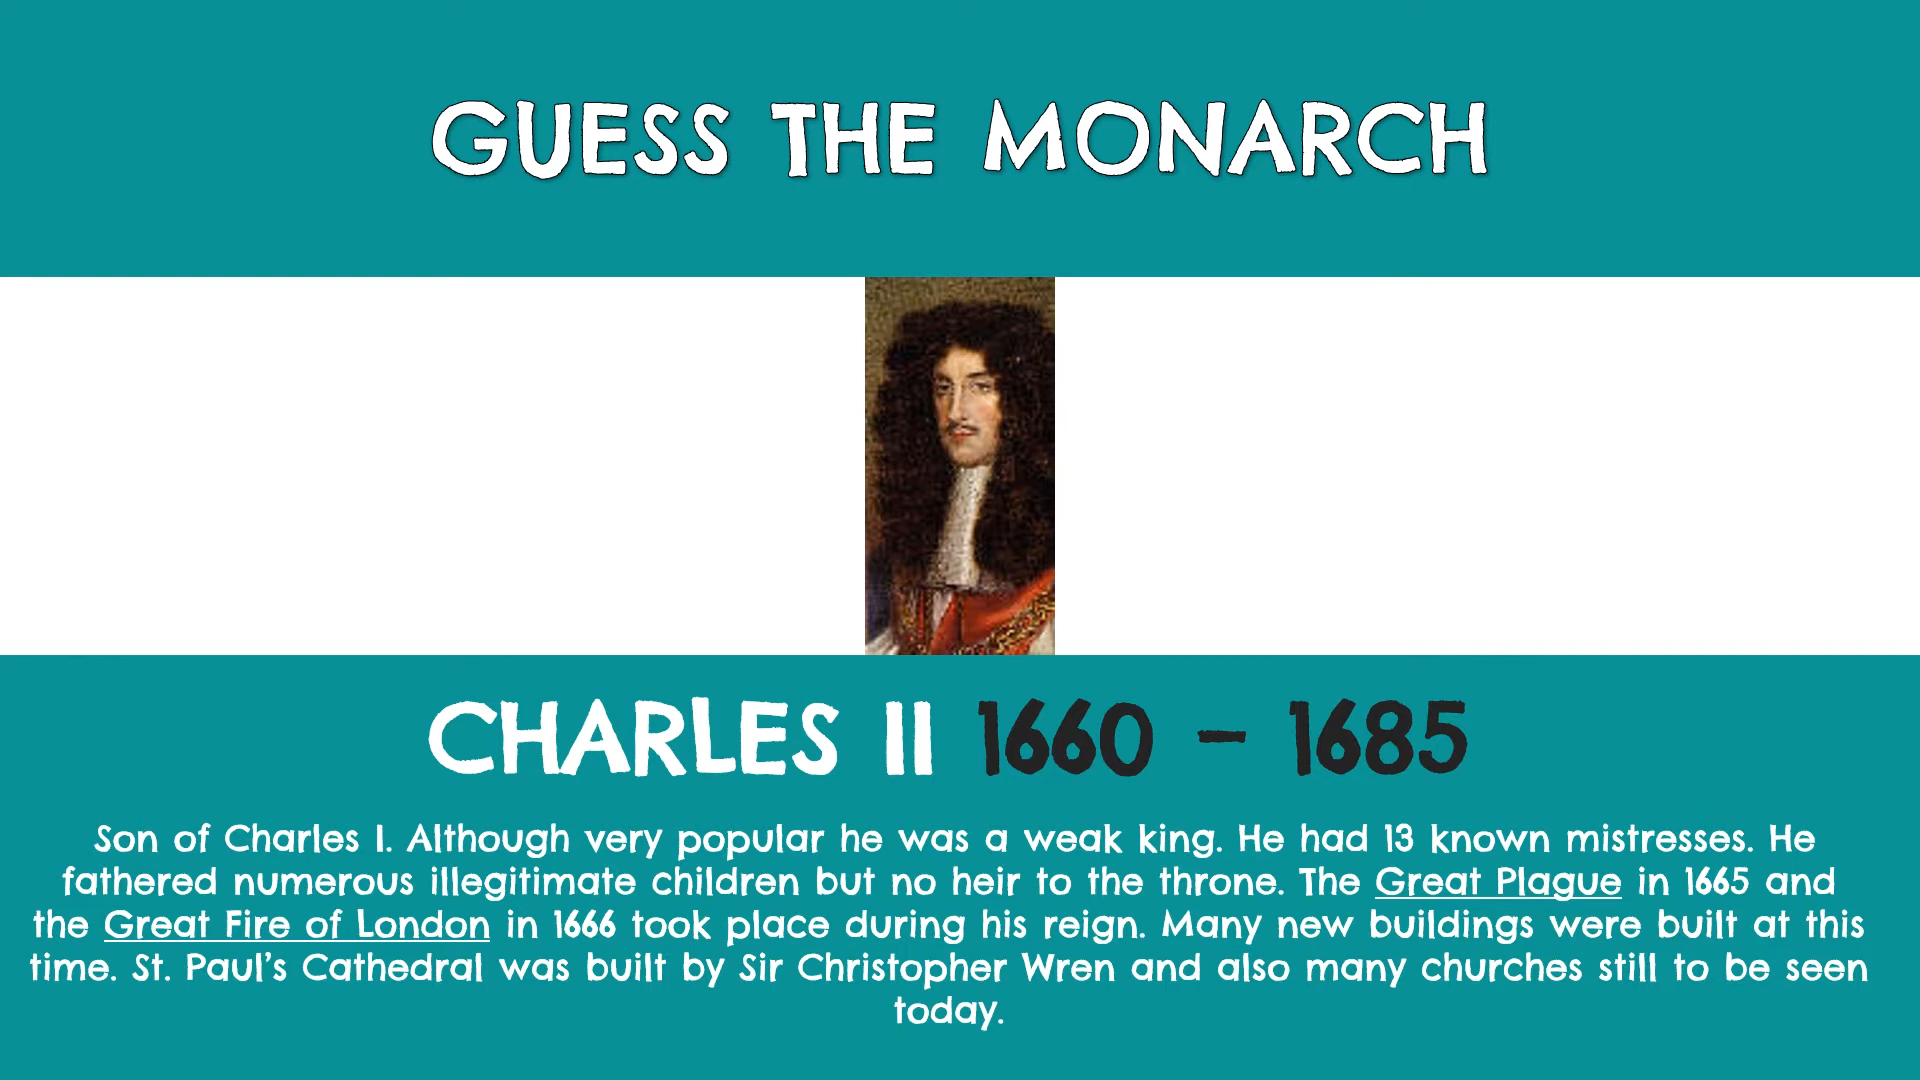 GUESS THE MONARCH
CHARLES II 1660 – 1685
Son of Charles I. Although very popular he was a weak king. He had 13 known mistresses. He
fathered numerous illegitimate children but no heir to the throne. The Great Plague in 1665 and
the Great Fire of London in 1666 took place during his reign. Many new buildings were built at this
time. St. Paul’s Cathedral was built by Sir Christopher Wren and also many churches still to be seen
today.